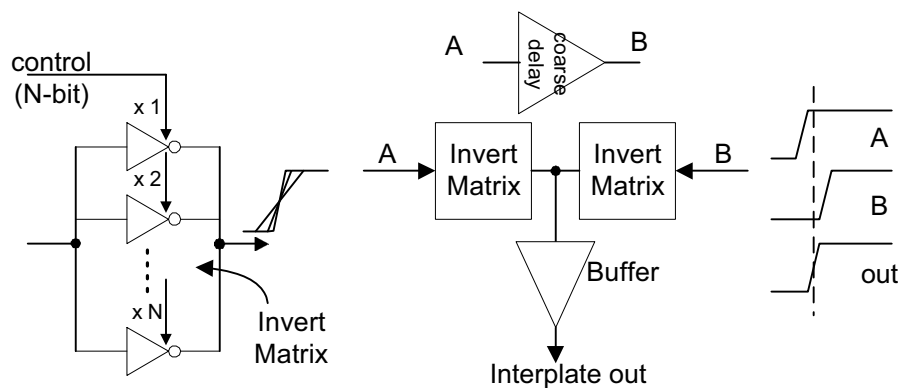 control
(N-bit)
x 1
x 2
x N
Invert
Matrix
A
coarse
delay
B
A
Invert
Matrix
Invert
Matrix
B
Buffer
Interplate out
A
B
out